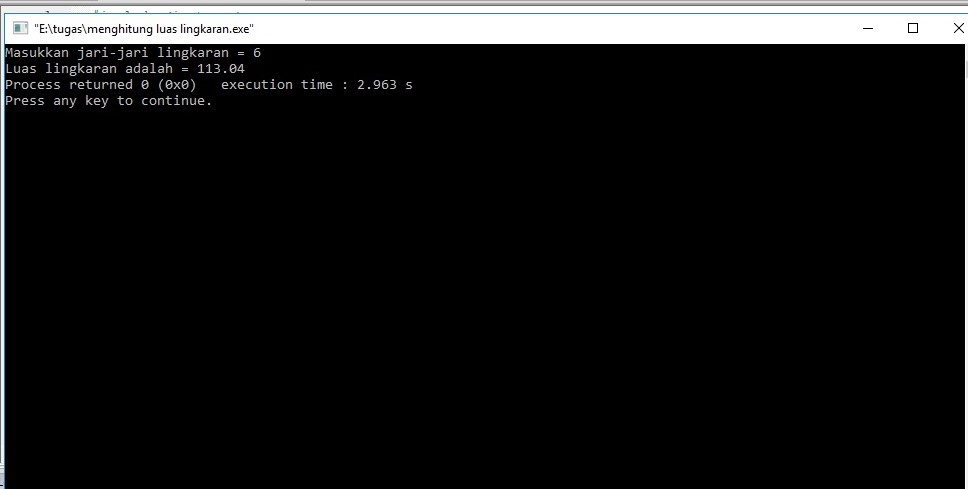 "E:\tugas\menghitung luas lingkaran.exe"
Masukkan jari-jari lingkaran = 6
Luas lingkaran adalah = 113.04
Process returned 0 (0x0)   execution time : 2.963 s
Press any key to continue.